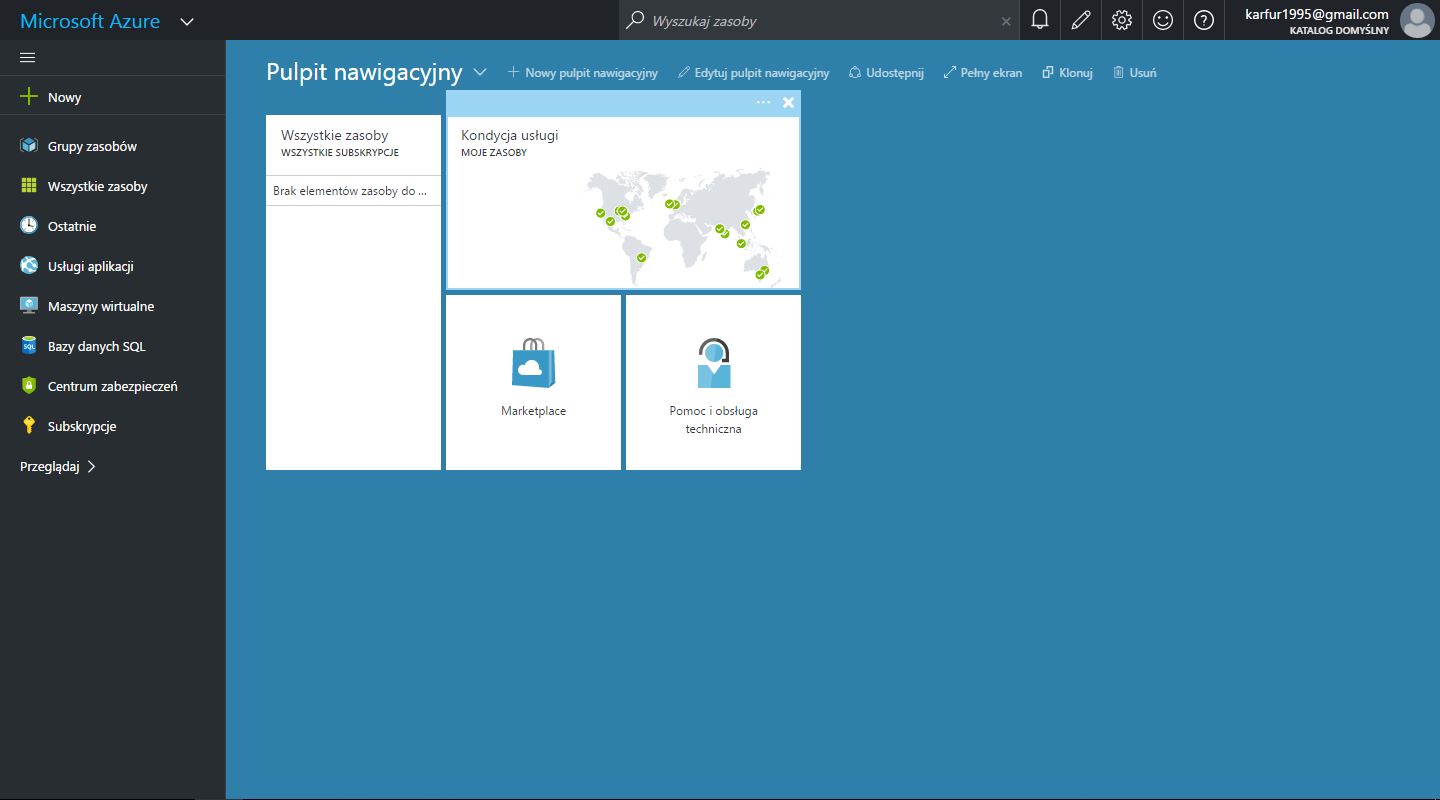 Microsoft Azure
Wyszukaj zasoby
karfur1995@gmail.com
KATALOG DOMYŚLNY
Nowy
Grupy zasobów
Wszystkie zasoby
Ostatnie
Usługi aplikacji
Maszyny wirtualne
Bazy danych SQL
Centrum zabezpieczeń
Subskrypcje
Przeglądaj
Pulpit nawigacyjny
Nowy pulpit nawigacyjny
Edytuj pulpit nawigacyjny
Udostępnij
Pełny ekran
Klonuj
Usuń
Wszystkie zasoby
WSZYSTKIE SUBSKRYPCJE
Brak elementów zasoby do ...
Kondycja usługi
MOJE ZASOBY
Marketplace
Pomoc i obsługa
techniczna